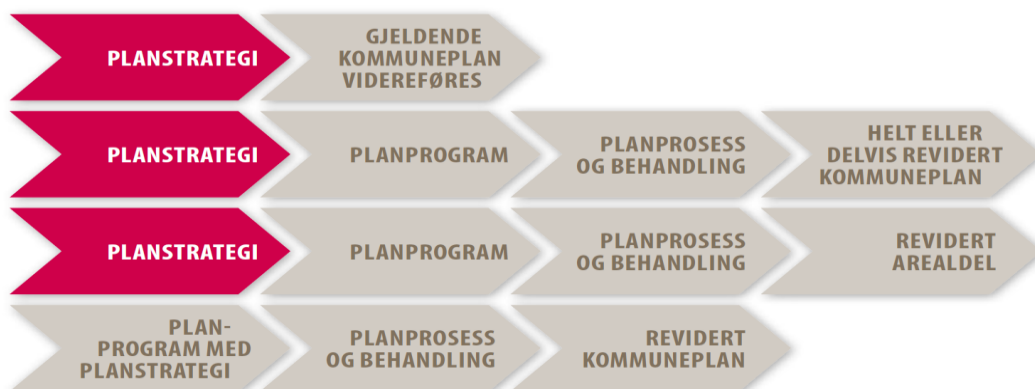 PLANSTRATEGI
GJELDENDE
KOMMUNEPLAN
VIDEREFØRES
PLANSTRATEGI
PLANPROGRAM
PLANPROSESS
OG BEHANDLING
HELT ELLER
DELVIS REVIDERT
KOMMUNEPLAN
PLANSTRATEGI
PLANPROGRAM
PLANPROSESS
OG BEHANDLING
REVIDERT
AREALDEL
PLAN-
PROGRAM MED
PLANSTRATEGI
PLANPROSESS
OG BEHANDLING
REVIDERT
KOMMUNEPLAN